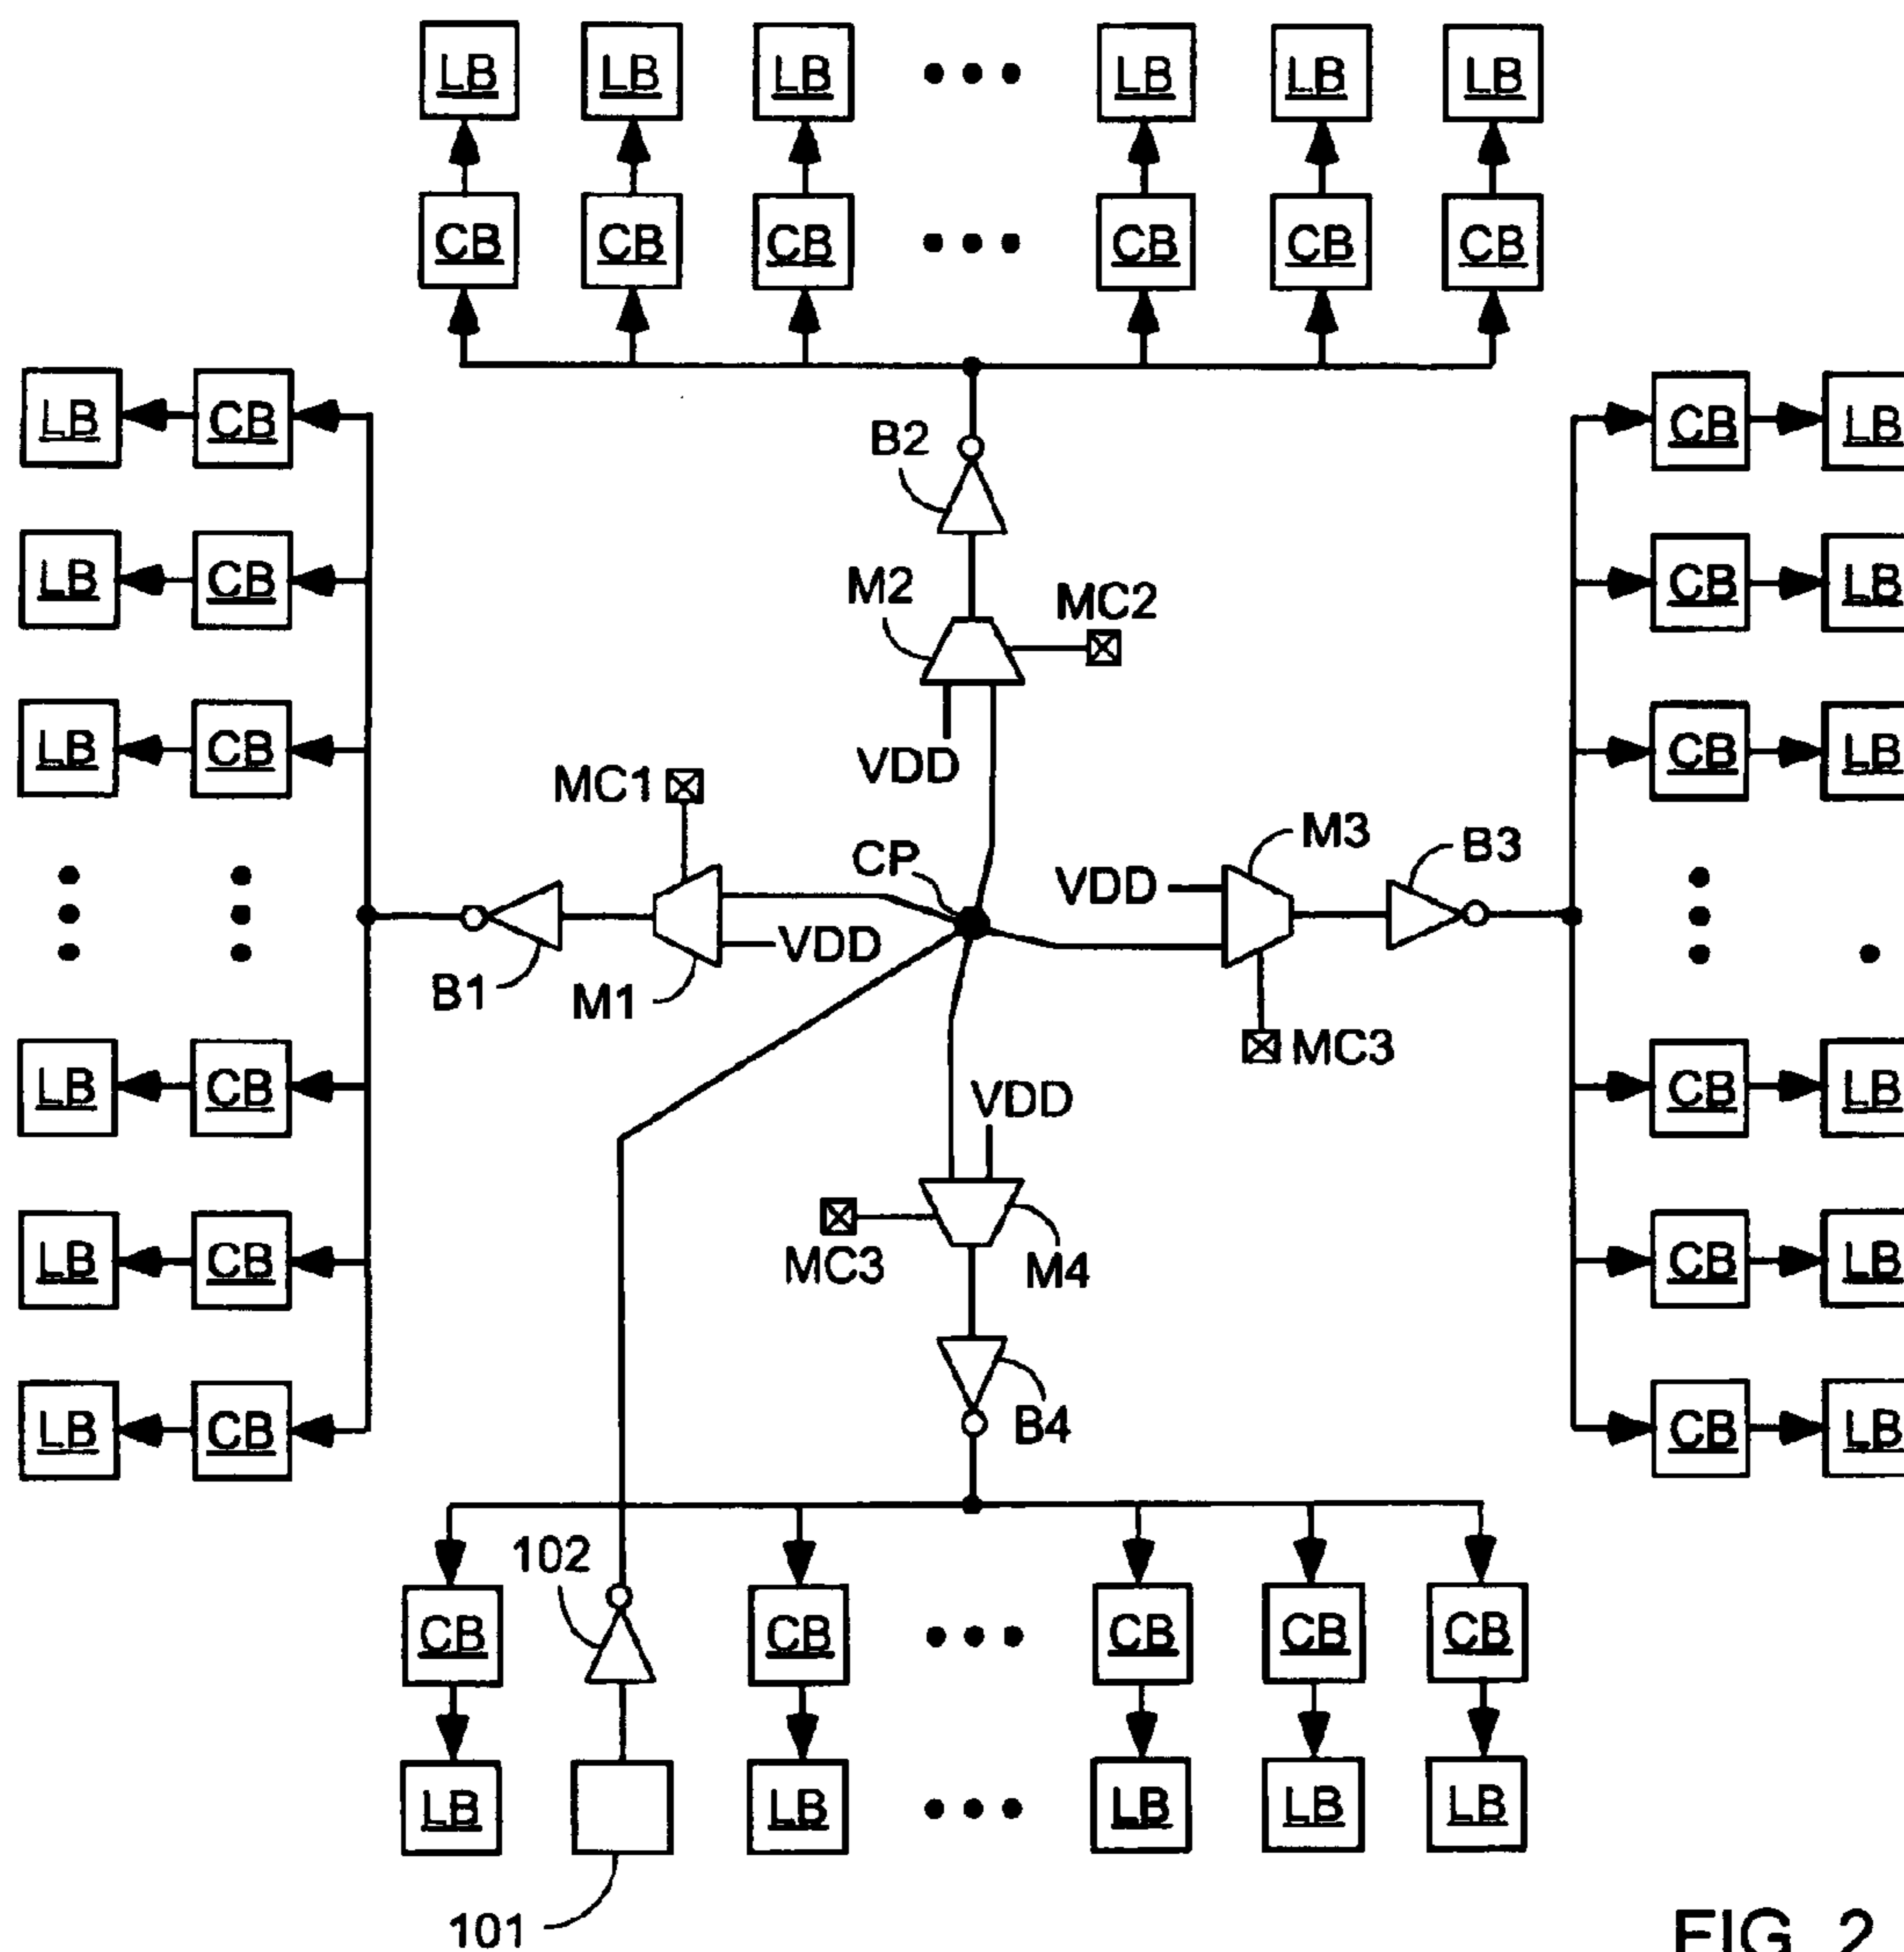 LB LB LB LB LB LB
CB CB CB CB CB CB
LB CB
B2
CB LB
LB CB
M2
MC2
CB LB
LB CB
VDD
CB LB
MC1
CP
VDD
M3
B3
B1
M1
VDD
MC3
LB CB
VDD
CB LB
LB CB
MC3
M4
CB LB
LB CB
B4
CB LB
102
CB CB CB CB CB
LB LB LB LB LB
101
FIG. 2